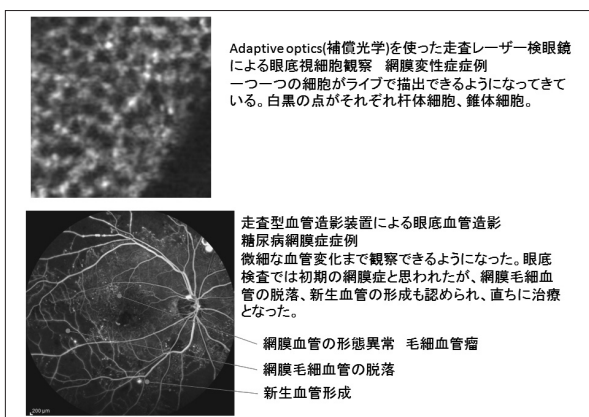 Adaptive optics(補償光学)を使った走査レーザー検眼鏡
による眼底視細胞観察　網膜変性症症例
一つ一つの細胞がライブで描出できるようになってきて
いる。白黒の点がそれぞれ杆体細胞、錐体細胞。
走査型血管造影装置による眼底血管造影
糖尿病網膜症症例
微細な血管変化まで観察できるようになった。眼底
検査では初期の網膜症と思われたが、網膜毛細血
管の脱落、新生血管の形成も認められ、直ちに治療
となった。
網膜血管の形態異常　毛細血管瘤
網膜毛細血管の脱落
新生血管形成
200 μm